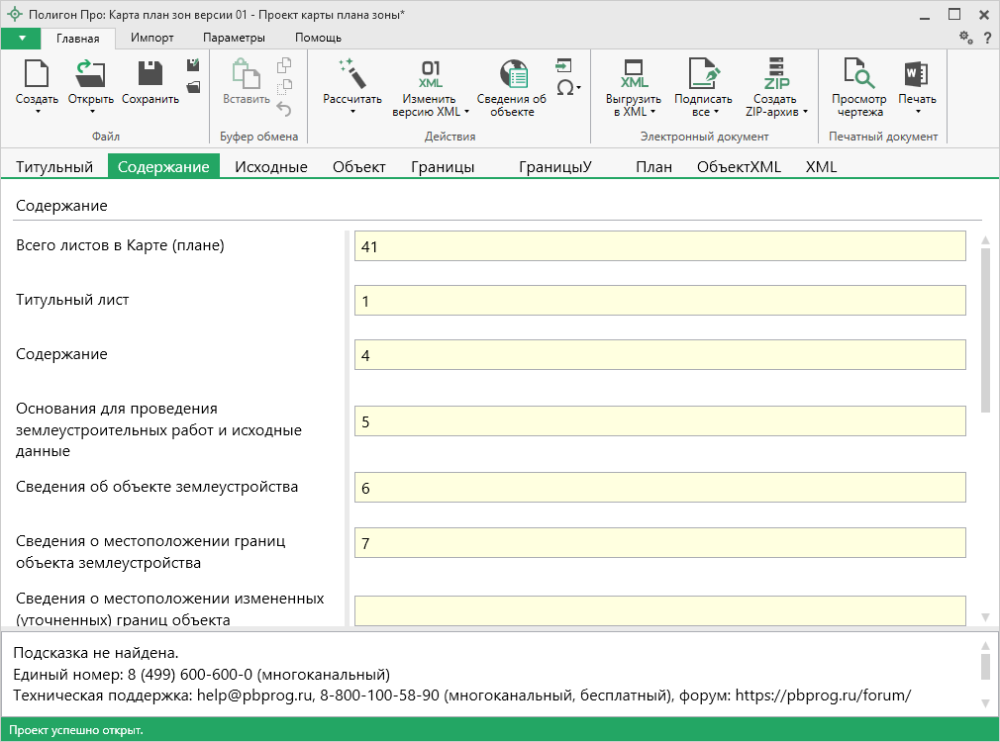 Полигон Про: Карта план зон версии 01 - Проект карты плана зоны*
Главная Импорт Параметры Помощь ?
Создать Открыть Сохранить Вставить Рассчитать 01 XML Изменить версию XML Сведения об объекте Ω XML Выгрузить в XML Подписать все ZIP Создать ZIP-архив Просмотр чертежа W Печать
Файл Буфер обмена Действия Электронный документ Печатный документ
Титульный Содержание Исходные Объект Границы ГраницыУ План ОбъектXML XML
Содержание
Всего листов в Карте (плане) 41
Титульный лист 1
Содержание 4
Основания для проведения
землеустроительных работ и исходные 5
данные
Сведения об объекте землеустройства 6
Сведения о местоположении границ 7
объекта землеустройства
Сведения о местоположении измененных
(уточненных) границ объекта
Подсказка не найдена.
Единый номер: 8 (499) 600-600-0 (многоканальный)
Техническая поддержка: help@pbprog.ru, 8-800-100-58-90 (многоканальный, бесплатный), форум: https://pbprog.ru/forum/
Проект успешно открыт.